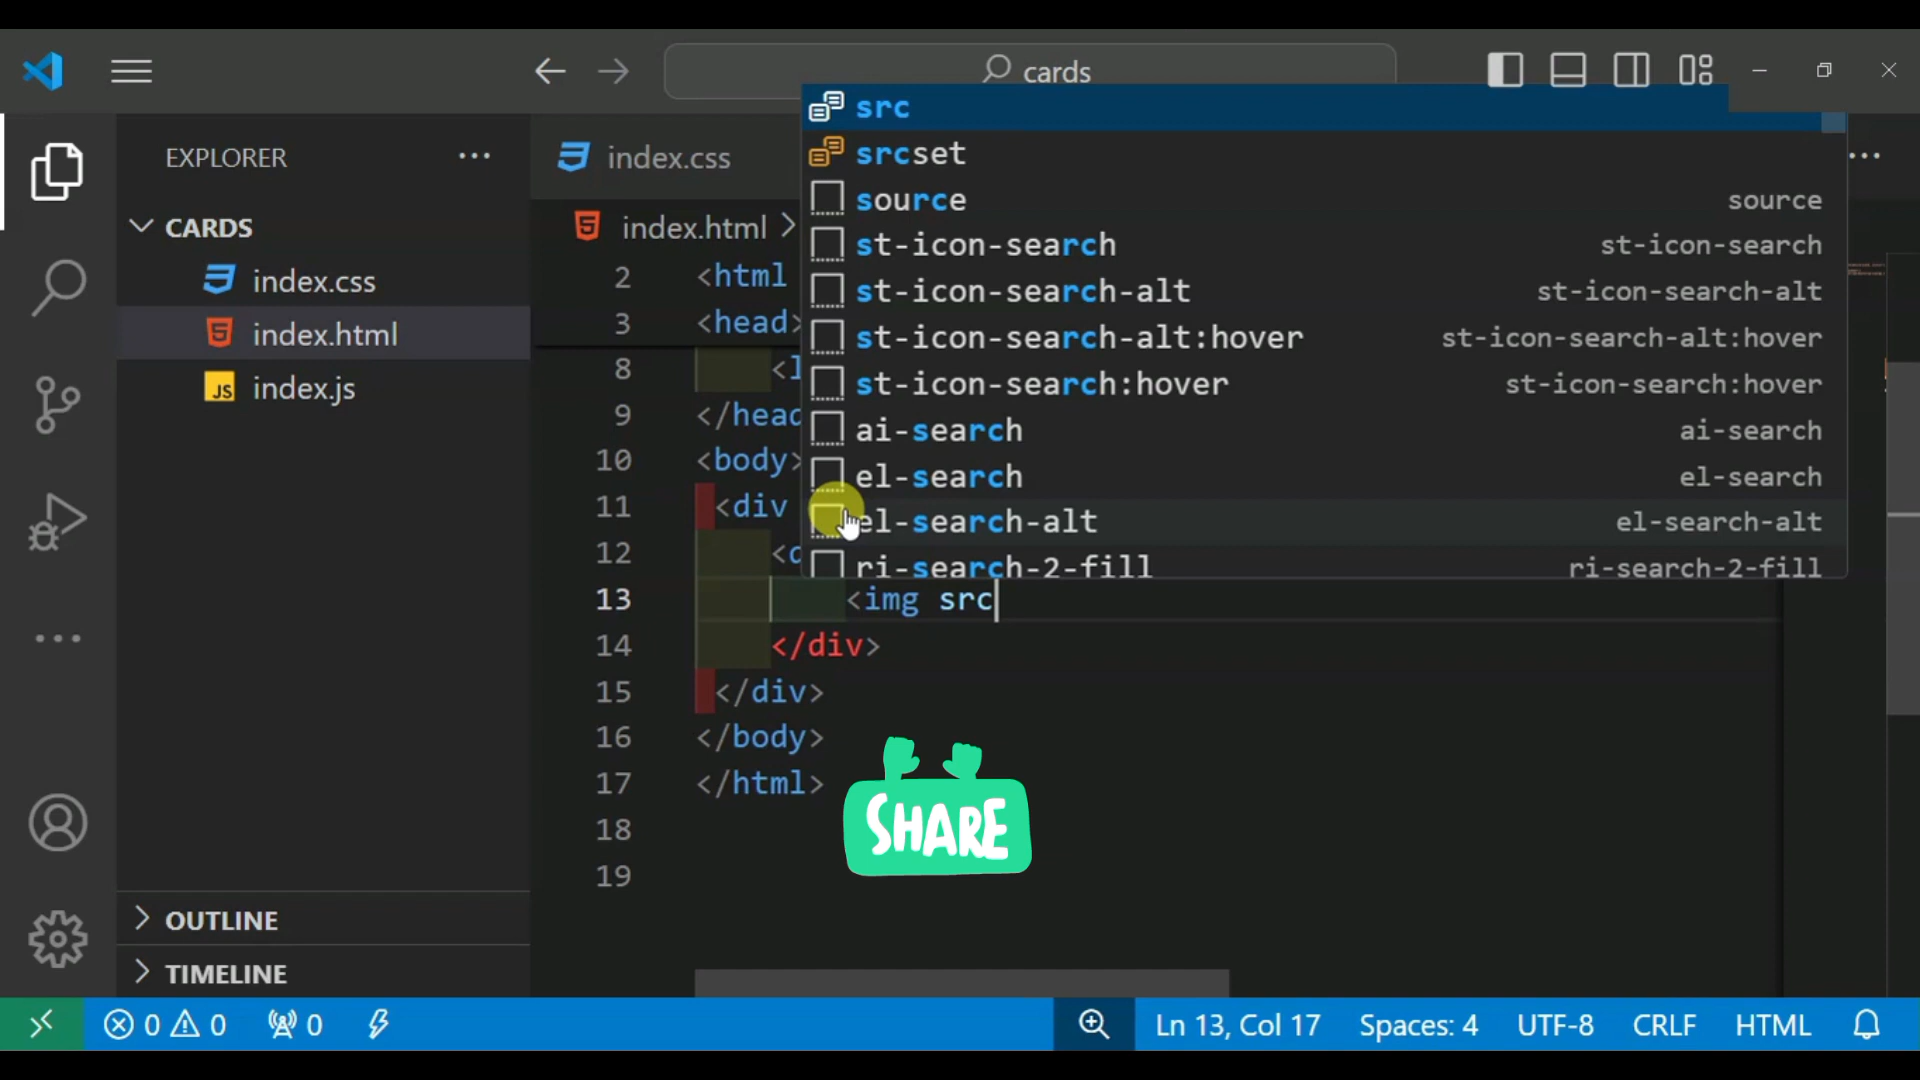 cards
EXPLORER
CARDS
index.css
index.html
index.js
OUTLINE
TIMELINE
index.css
index.html >
2 <html
3 <head>
8 <l
9 </head
10 <body>
11 <div
12 <d
13 <img src
14 </div>
15 </div>
16 </body>
17 </html>
18
19
src
srcset
source source
st-icon-search st-icon-search
st-icon-search-alt st-icon-search-alt
st-icon-search-alt:hover st-icon-search-alt:hover
st-icon-search:hover st-icon-search:hover
ai-search ai-search
el-search el-search
el-search-alt el-search-alt
ri-search-2-fill ri-search-2-fill
SHARE
0 0 0
Ln 13, Col 17 Spaces: 4 UTF-8 CRLF HTML